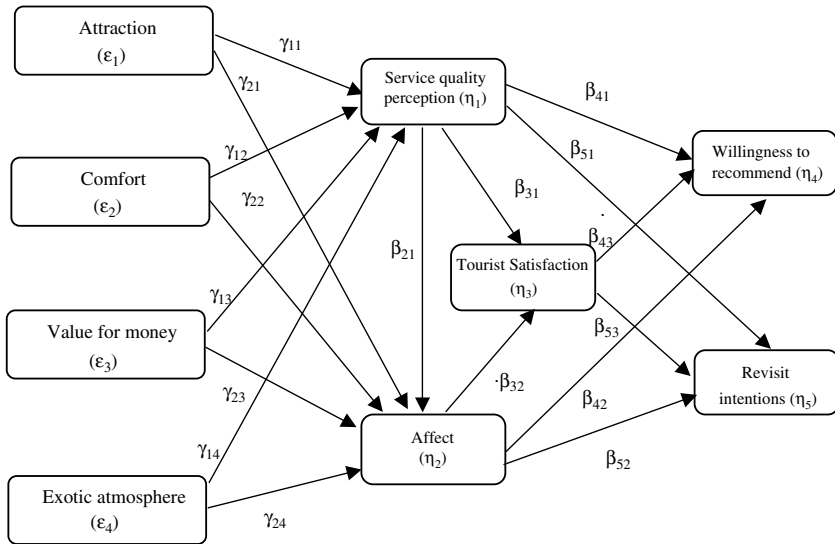 Attraction
(ε₁)
γ₁₁
γ₂₁
Service quality
perception (η₁)
β₄₁
β₅₁
γ₁₂
Comfort
(ε₂)
γ₂₂
Willingness to
recommend (η₄)
β₃₁
β₂₁
β₄₃
Tourist Satisfaction
(η₃)
γ₁₃
Value for money
(ε₃)
β₅₃
Revisit
intentions (η₅)
γ₂₃
β₃₂
β₄₂
γ₁₄
Affect
(η₂)
β₅₂
Exotic atmosphere
(ε₄)
γ₂₄